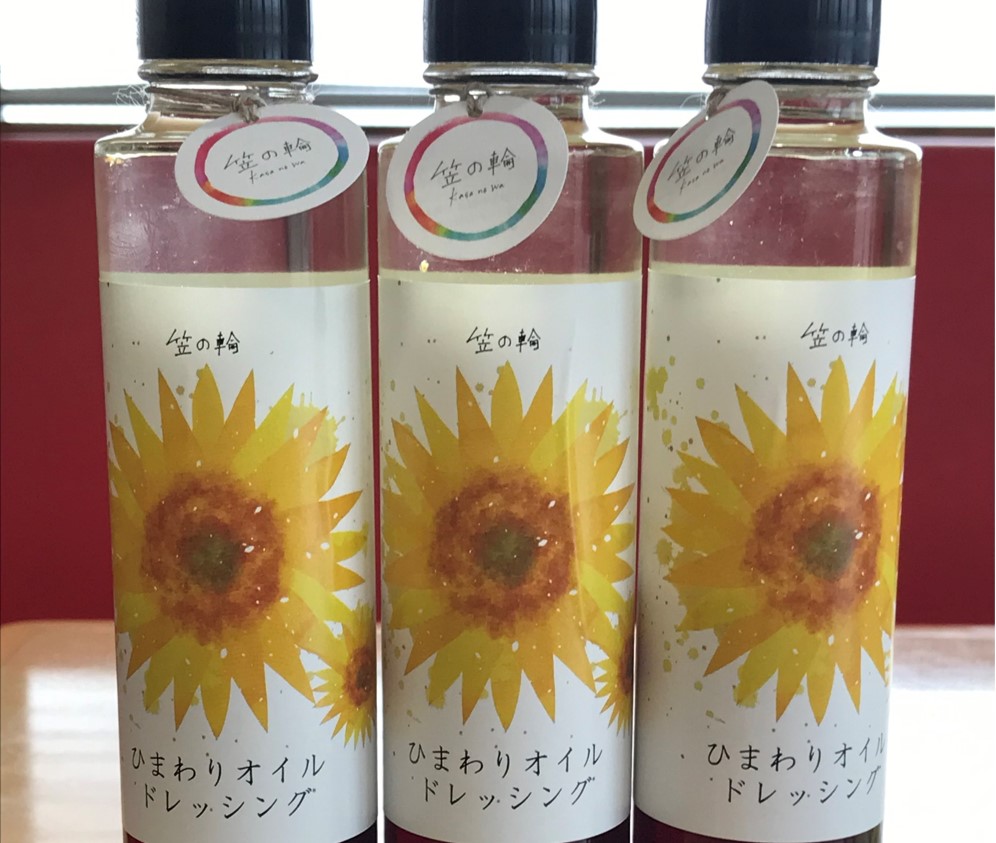 笠の輪
kasa no wa
笠の輪
kasa no wa
笠の輪
kasa no wa
笠の輪
ひまわりオイル
ドレッシング
笠の輪
ひまわりオイル
ドレッシング
笠の輪
ひまわりオイル
ドレッシング